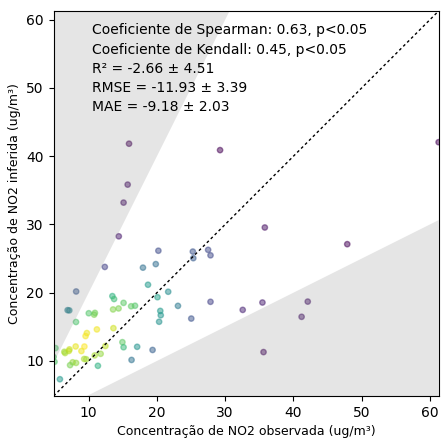 Coeficiente de Spearman: 0.63, p<0.05
Coeficiente de Kendall: 0.45, p<0.05
R² = -2.66 ± 4.51
RMSE = -11.93 ± 3.39
MAE = -9.18 ± 2.03
Concentração de NO2 inferida (ug/m³)
60
50
40
30
20
10
10 20 30 40 50 60
Concentração de NO2 observada (ug/m³)